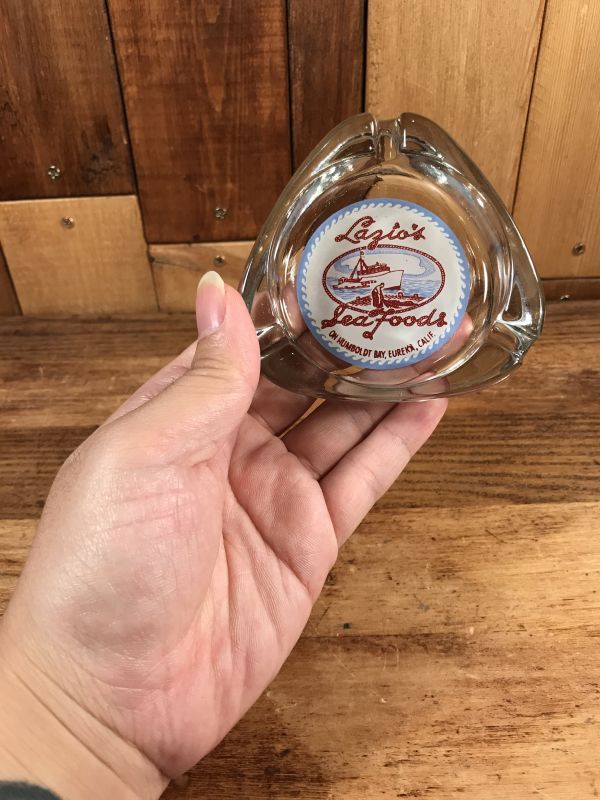 Lazio's
Sea Foods
ON HUMBOLDT BAY, EUREKA, CALIF.